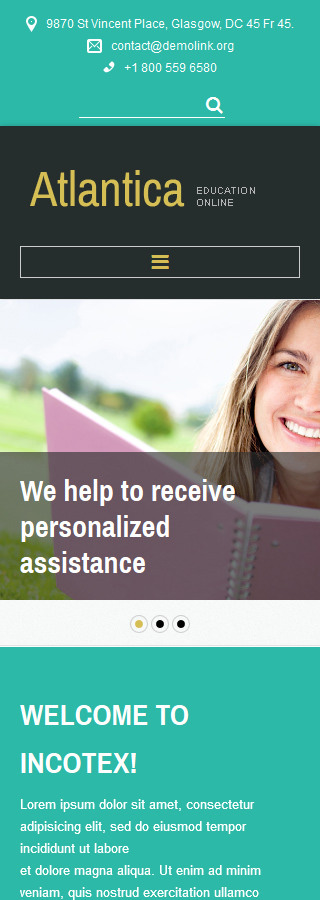 9870 St Vincent Place, Glasgow, DC 45 Fr 45.
contact@demolink.org
+1 800 559 6580
Atlantica
EDUCATION
ONLINE
We help to receive
personalized
assistance
WELCOME TO
INCOTEX!
Lorem ipsum dolor sit amet, consectetur
adipisicing elit, sed do eiusmod tempor
incididunt ut labore
et dolore magna aliqua. Ut enim ad minim
veniam, quis nostrud exercitation ullamco